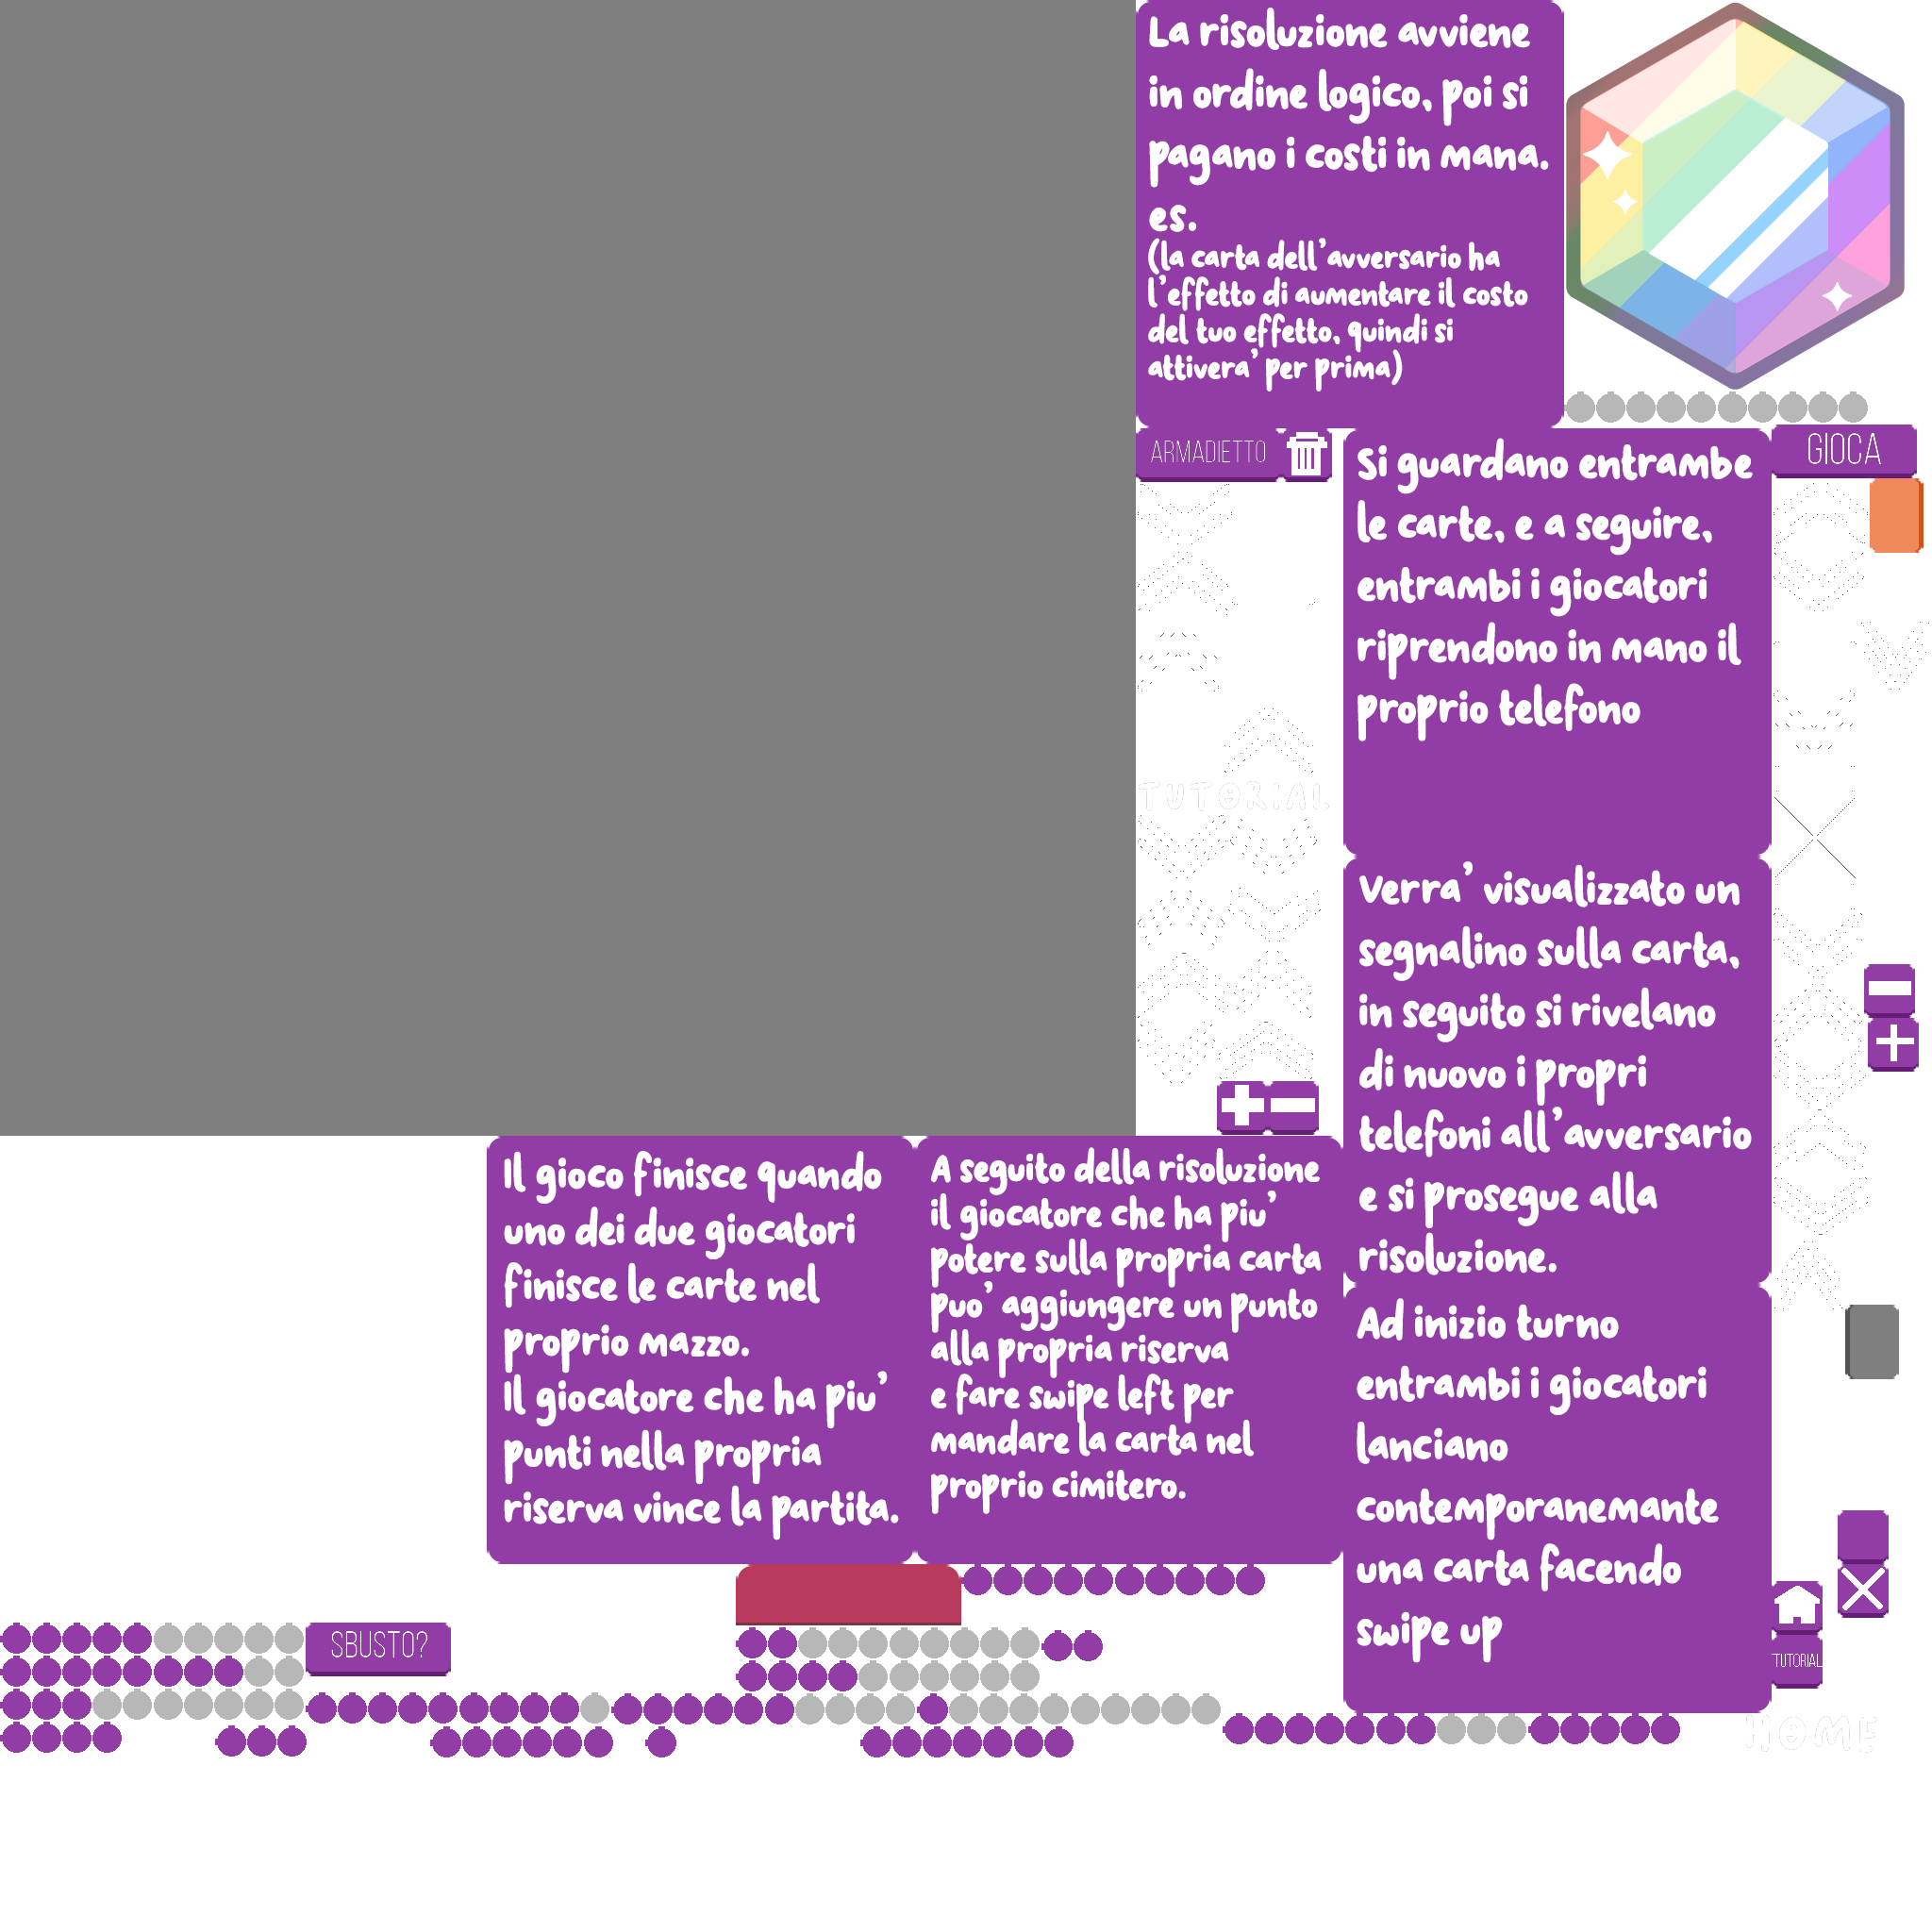 La risoluzione avviene
in ordine logico, poi si
pagano i costi in mana.
es.
(la carta dell'avversario ha
l'effetto di aumentare il costo
del tuo effetto, quindi si
attivera' per prima)
ARMADIETTO
GIOCA
Si guardano entrambe
le carte, e a seguire,
entrambi i giocatori
riprendono in mano il
proprio telefono
TUTORIAL
Verra' visualizzato un
segnalino sulla carta,
in seguito si rivelano
di nuovo i propri
telefoni all'avversario
e si prosegue alla
risoluzione.
Il gioco finisce quando
uno dei due giocatori
finisce le carte nel
proprio mazzo.
Il giocatore che ha piu'
punti nella propria
riserva vince la partita.
A seguito della risoluzione
il giocatore che ha piu'
potere sulla propria carta
puo' aggiungere un punto
alla propria riserva
e fare swipe left per
mandare la carta nel
proprio cimitero.
Ad inizio turno
entrambi i giocatori
lanciano
contemporanemante
una carta facendo
swipe up
SBUSTO?
TUTORIAL
HOME